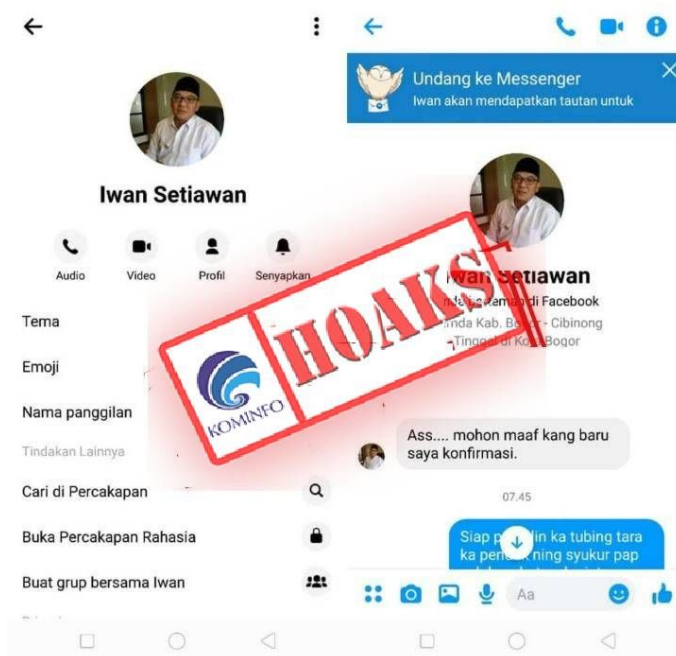 Iwan Setiawan
Audio
Video
Profil
Senyapkan
Tema
Emoji
Nama panggilan
Tindakan Lainnya
Cari di Percakapan
Buka Percakapan Rahasia
Buat grup bersama Iwan
Undang ke Messenger
Iwan akan mendapatkan tautan untuk
Iwan Setiawan
di Facebook
Kab. - Cibinong
Tinggal di Bogor
Ass.... mohon maaf kang baru
saya konfirmasi.
07.45
Siap ka tubing tara
ka ning syukur pap
Aa
KOMINFO
HOAKS